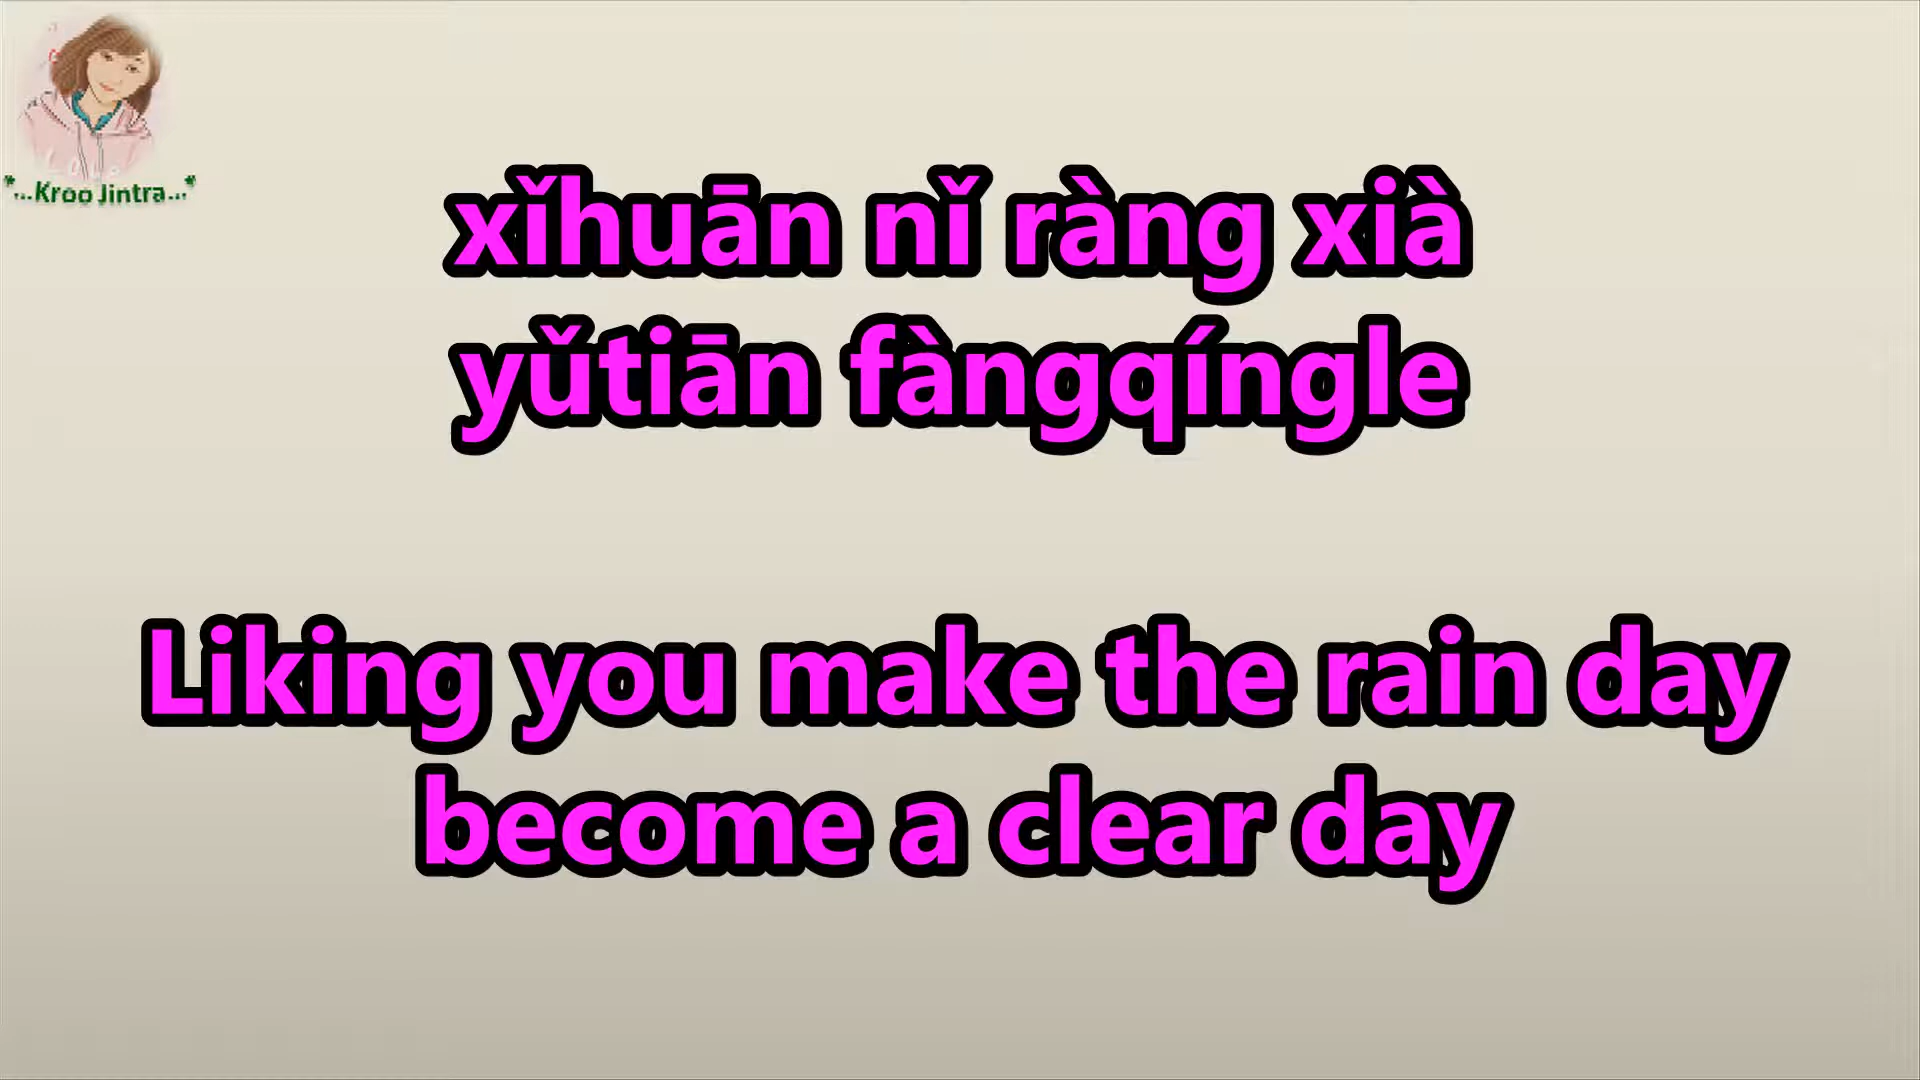 *...Kroo Jintra...*
xǐhuān nǐ ràng xià
yǔtiān fàngqíngle
Liking you make the rain day
become a clear day